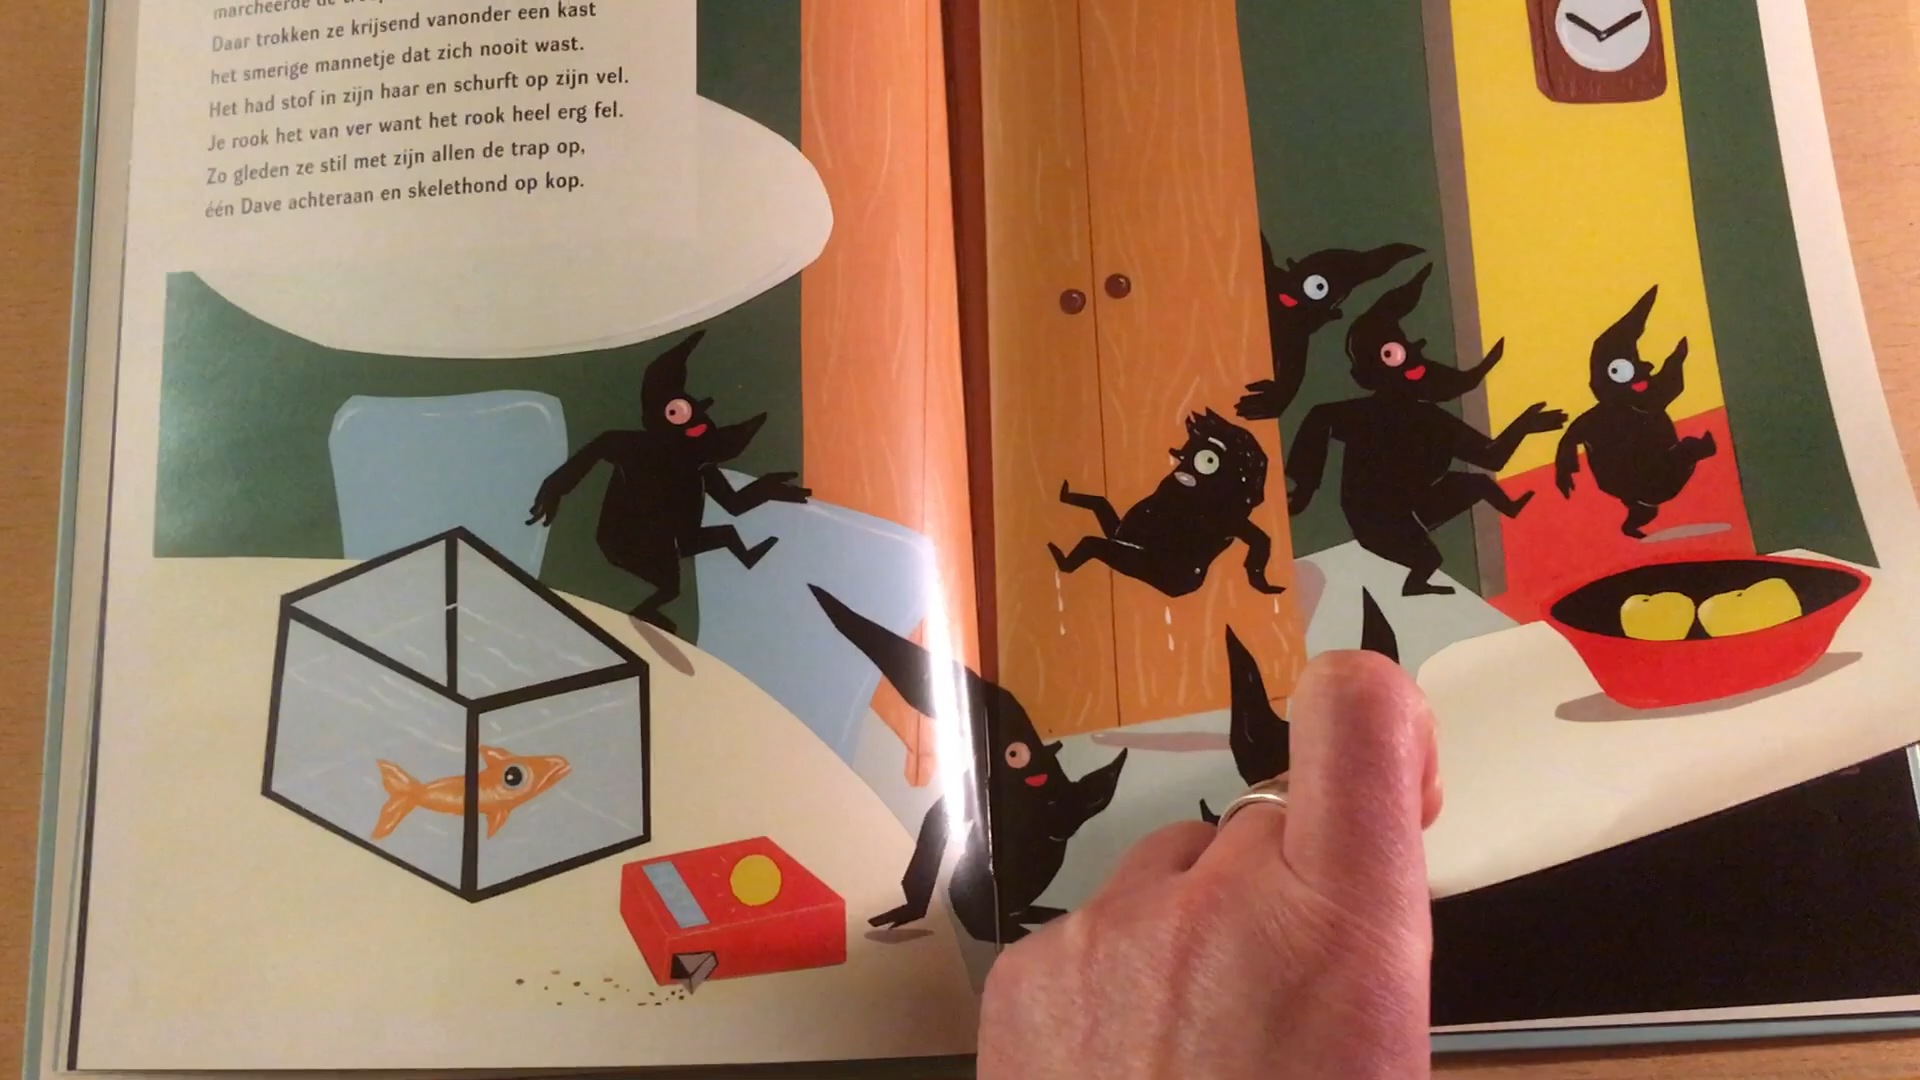 marcheerde de
Daar trokken ze krijsend vanonder een kast
het smerige mannetje dat zich nooit wast.
Het had stof in zijn haar en schurft op zijn vel.
Je rook het van ver want het rook heel erg fel.
Zo gleden ze stil met zijn allen de trap op,
één Dave achteraan en skelethond op kop.